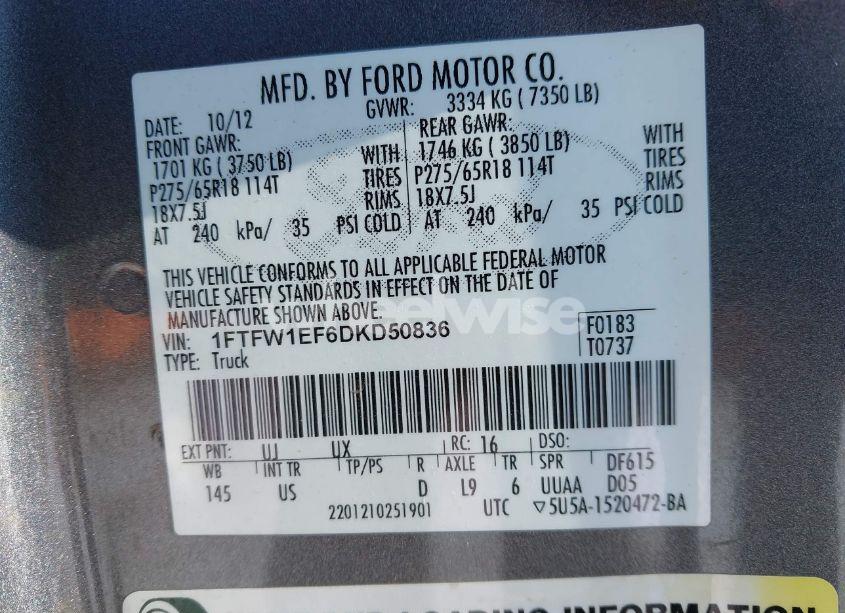 MFD. BY FORD MOTOR CO.
DATE: 10/12 GVWR: 3334 KG ( 7350 LB)
FRONT GAWR: REAR GAWR:
1701 KG ( 3750 LB) WITH 1746 KG ( 3850 LB) WITH
P275/65R18 114T TIRES P275/65R18 114T TIRES
18X7.5J RIMS 18X7.5J RIMS
AT 240 kPa/ 35 PSI COLD AT 240 kPa/ 35 PSI COLD
THIS VEHICLE CONFORMS TO ALL APPLICABLE FEDERAL MOTOR
VEHICLE SAFETY STANDARDS IN EFFECT ON THE DATE OF
MANUFACTURE SHOWN ABOVE.
VIN: 1FTFW1EF6DKD50836 F0183
TYPE: Truck T0737
EXT PNT: UJ UX RC: 16 DSO:
WB INT TR TP/PS R AXLE TR SPR DF615
145 US D L9 6 UUAA D05
2201210251901 UTC ▽5U5A-1520472-BA
LOADING INFORMATION